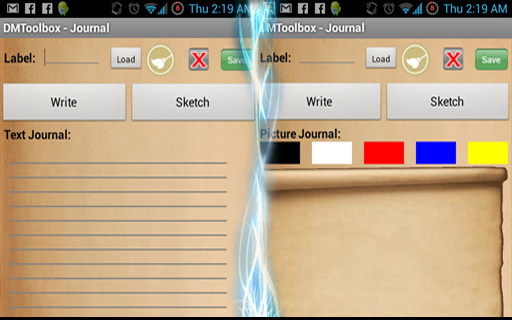 Thu 2:19 AM
DMToolbox - Journal
Label: Load Save
Write Sketch
Text Journal:
Thu 2:19 AM
DMToolbox - Journal
Label: Load Save
Write Sketch
Picture Journal: